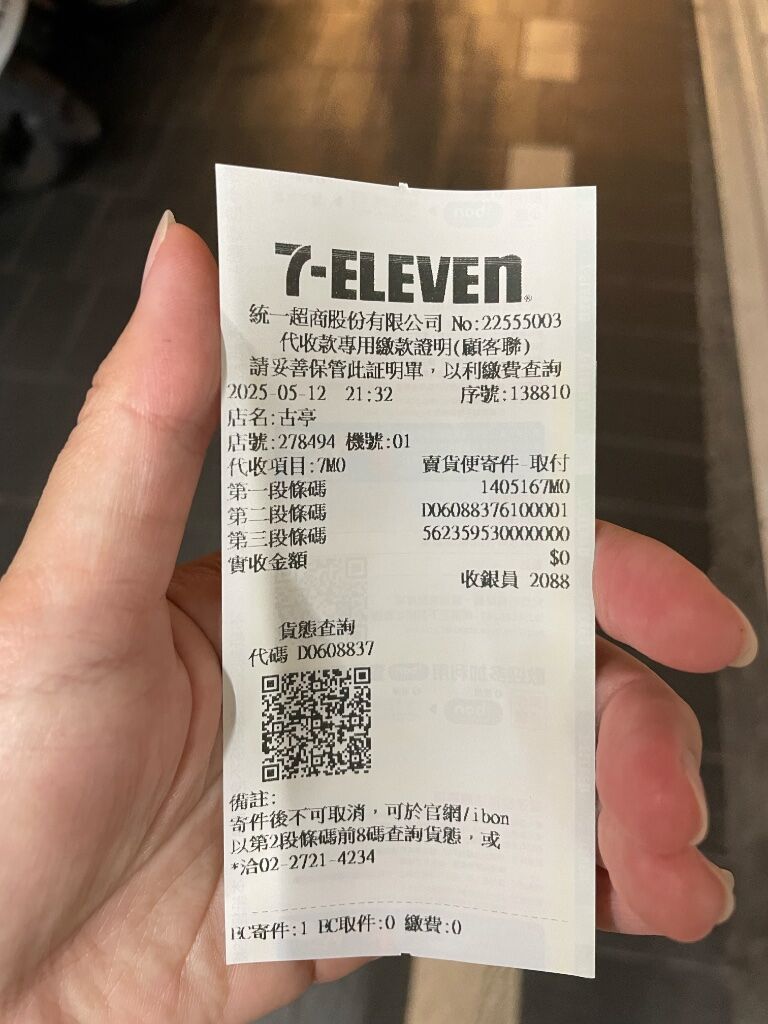 7-ELEVEN®
統一超商股份有限公司 No:22555003
代收款專用繳款證明(顧客聯)
請妥善保管此証明單，以利繳費查詢
2025-05-12 21:32 序號:138810
店名:古亭
店號:278494 機號:01
代收項目:7M0 賣貨便寄件-取付
第一段條碼 1405167M0
第二段條碼 D060883761000​01
第三段條碼 562359530000000
實收金額 $0
收銀員 2088
貨態查詢
代碼 D0608837
備註:
寄件後不可取消，可於官網/ibon
以第2段條碼前8碼查詢貨態，或
*洽02-2721-4234
EC寄件:1 EC取件:0 繳費:0